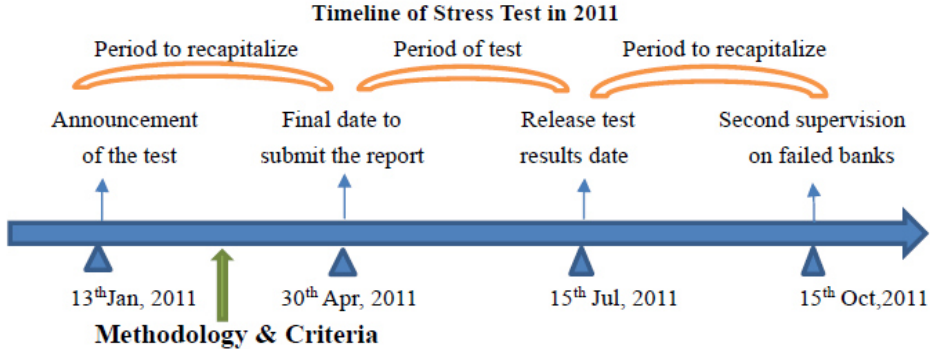 Timeline of Stress Test in 2011
Period to recapitalize Period of test Period to recapitalize
Announcement of the test
Final date to submit the report
Release test results date
Second supervision on failed banks
13th Jan, 2011 30th Apr, 2011 15th Jul, 2011 15th Oct,2011
Methodology & Criteria